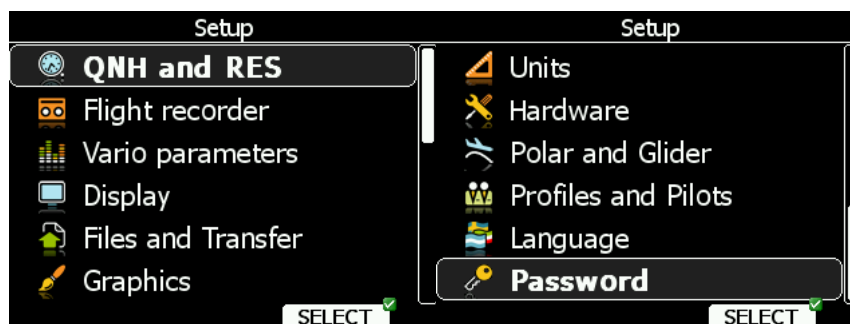 Setup
QNH and RES
Flight recorder
Vario parameters
Display
Files and Transfer
Graphics
SELECT
Setup
Units
Hardware
Polar and Glider
Profiles and Pilots
Language
Password
SELECT